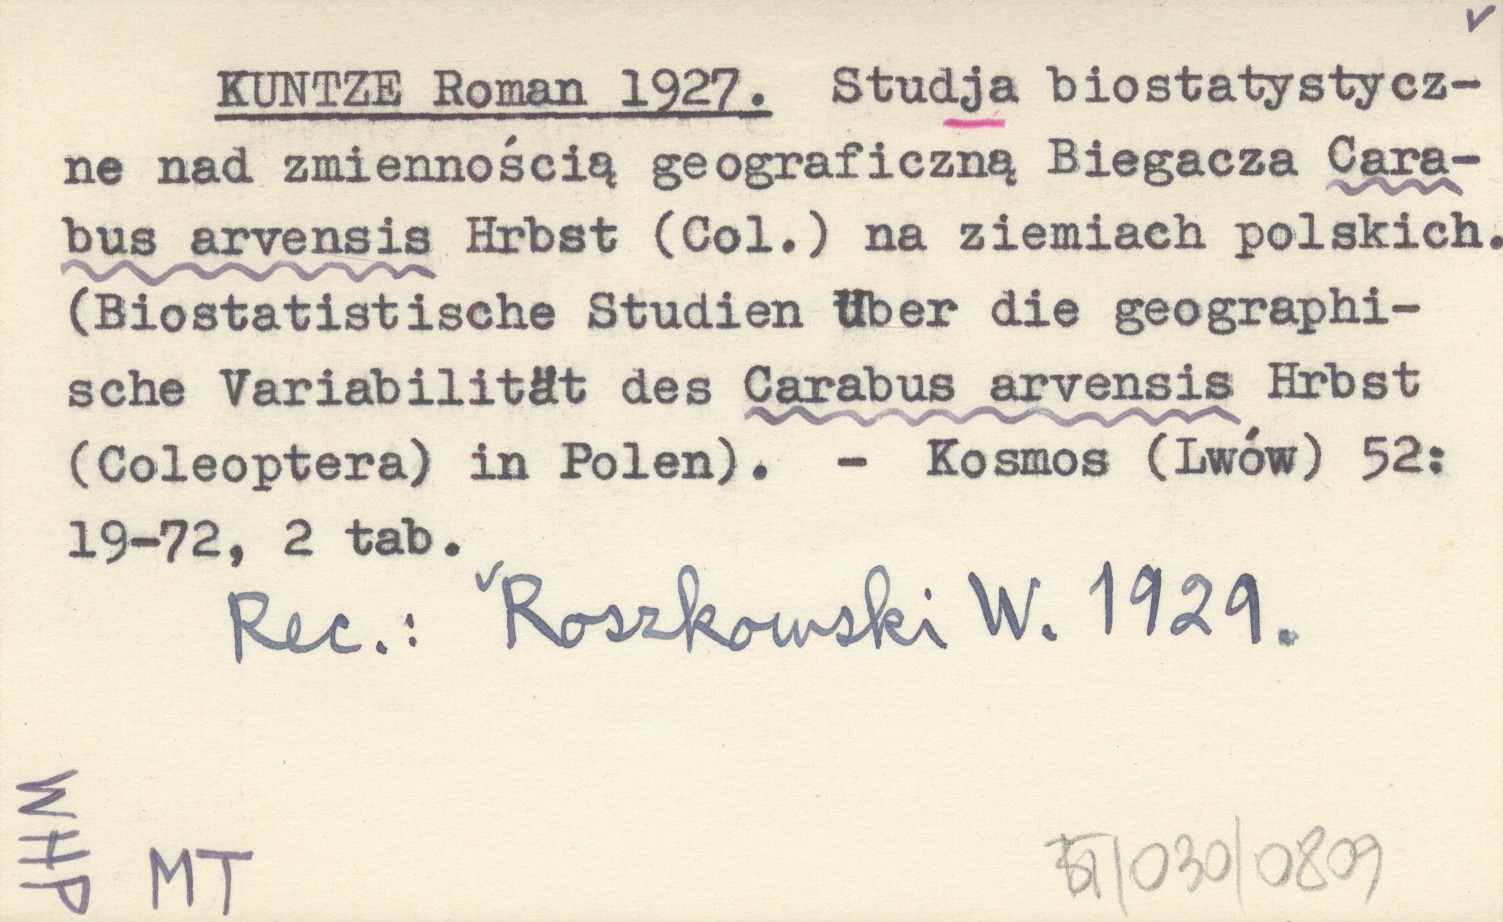 KUNTZE Roman 1927. Studja biostatystycz-
ne nad zmiennością geograficzną Biegacza Cara-
bus arvensis Hrbst (Col.) na ziemiach polskich.
(Biostatistische Studien Über die geographi-
sche Variabilität des Carabus arvensis Hrbst
(Coleoptera) in Polen). - Kosmos (Lwów) 52:
19-72, 2 tab.
Rec.: Roszkowski W. 1929.
WHP
MT
/030/0809